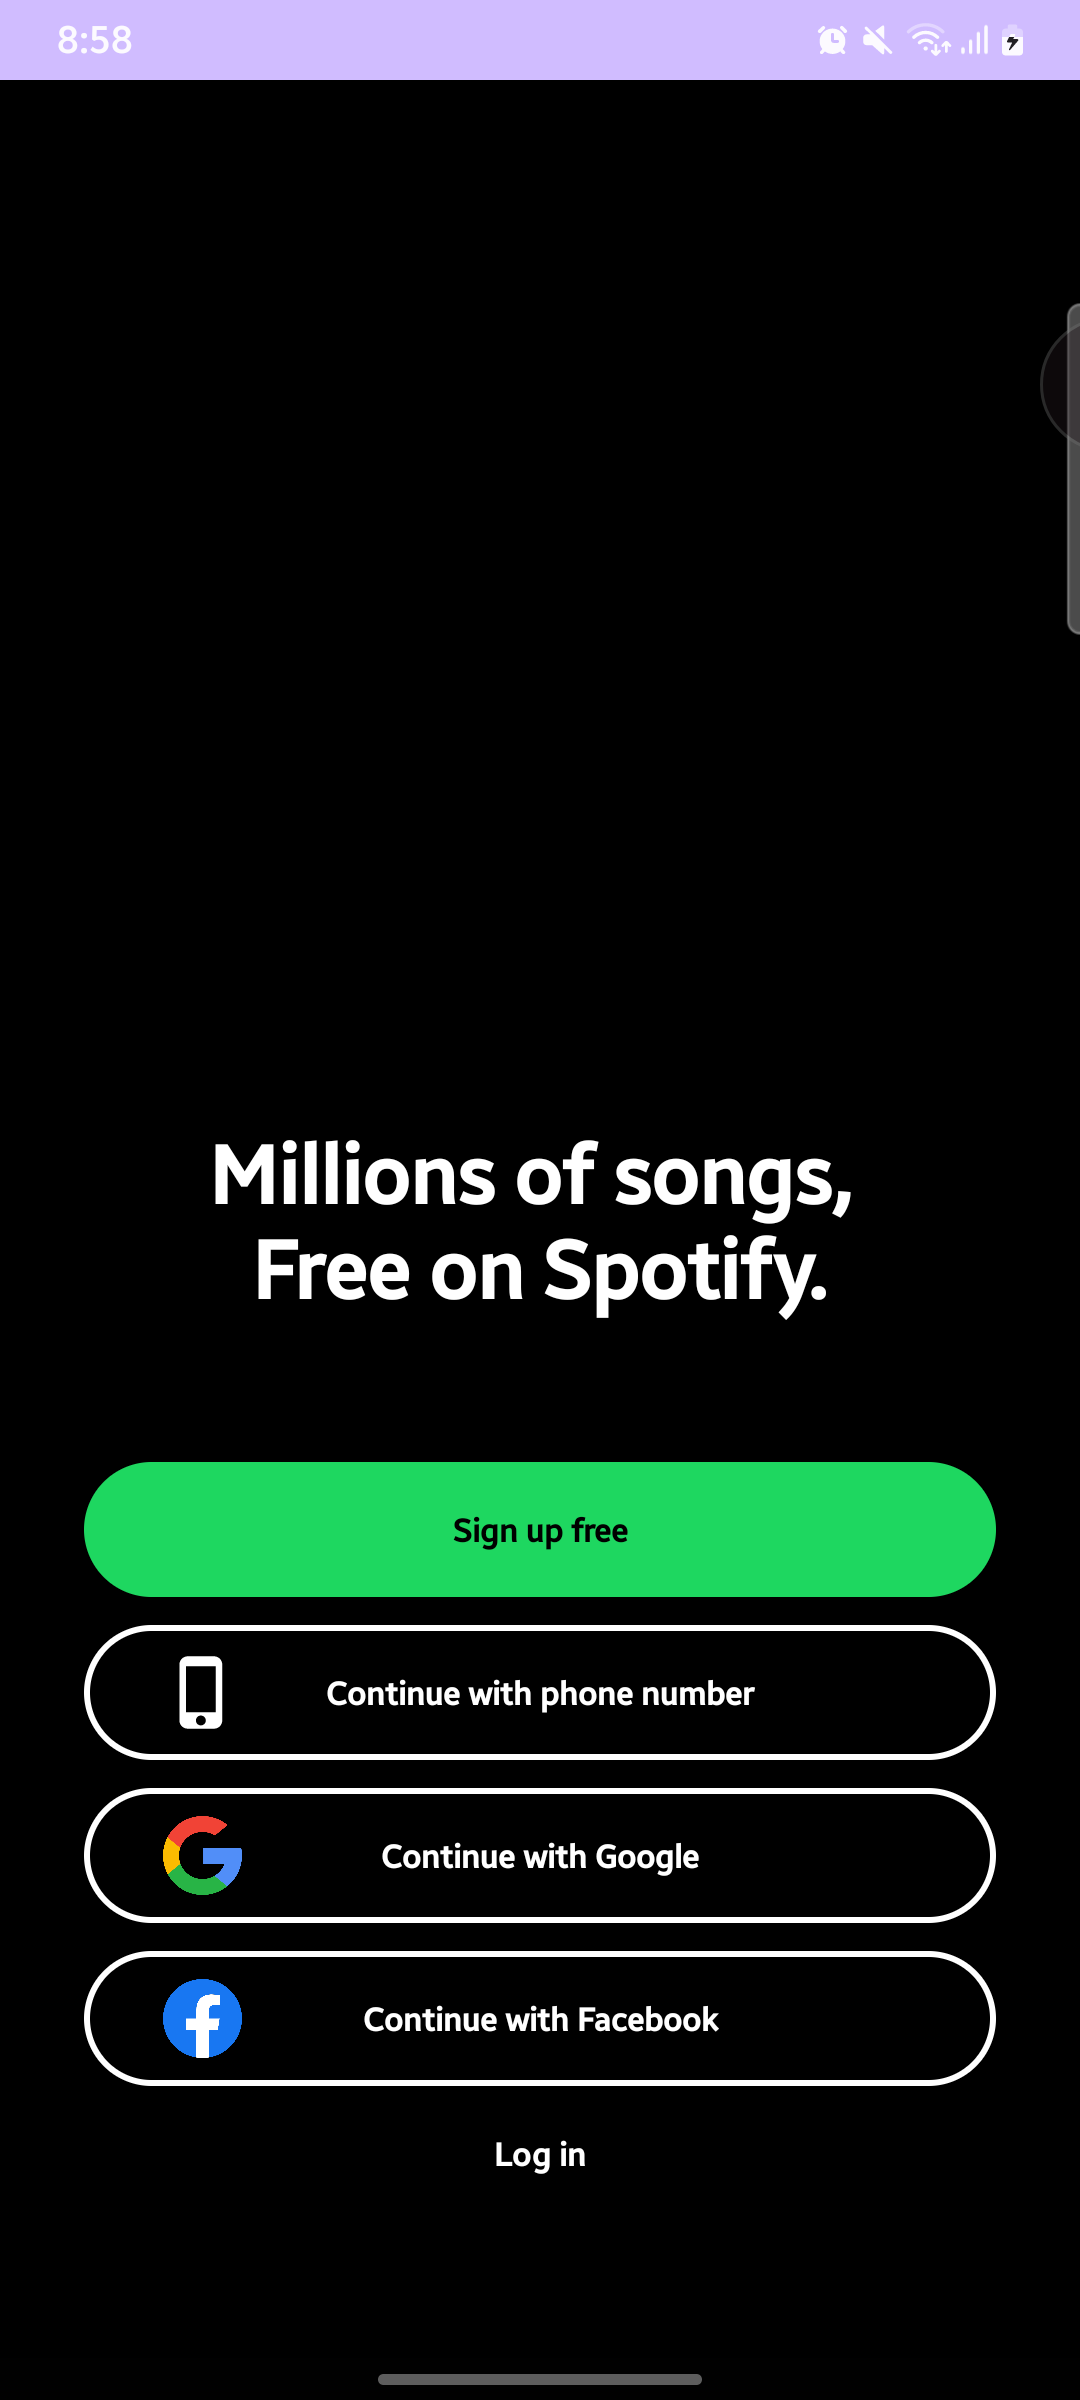 8:58
Millions of songs,
Free on Spotify.
Sign up free
Continue with phone number
Continue with Google
Continue with Facebook
Log in